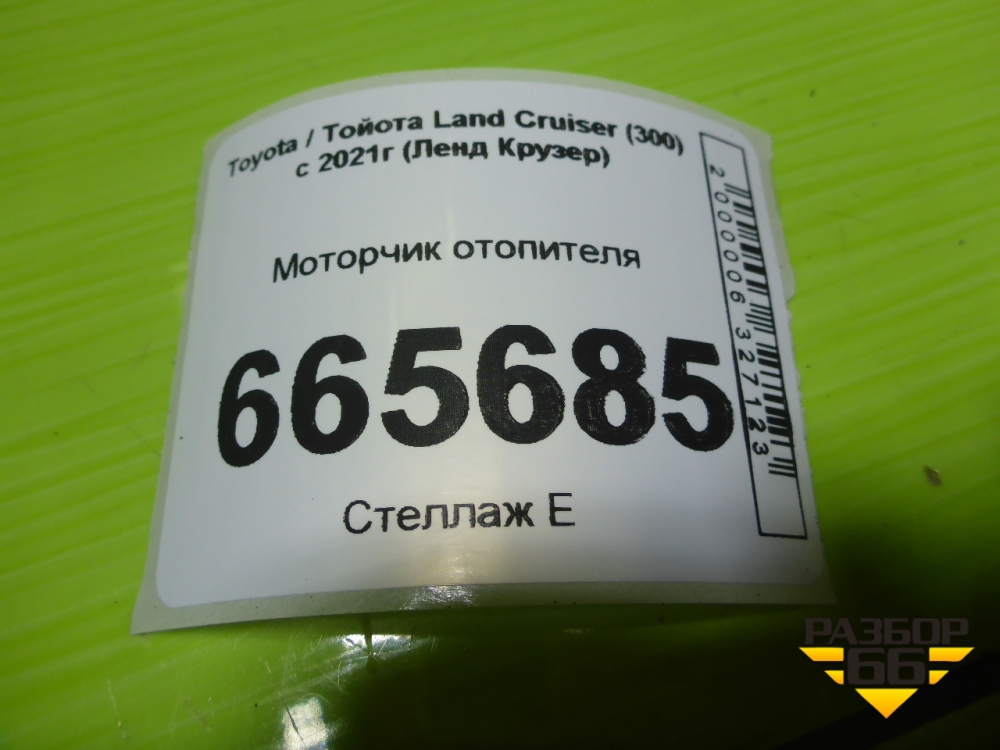 Toyota / Тойота Land Cruiser (300)
с 2021г (Ленд Крузер)
Моторчик отопителя
665685
Стеллаж Е
2000006327123
РАЗБОР
66